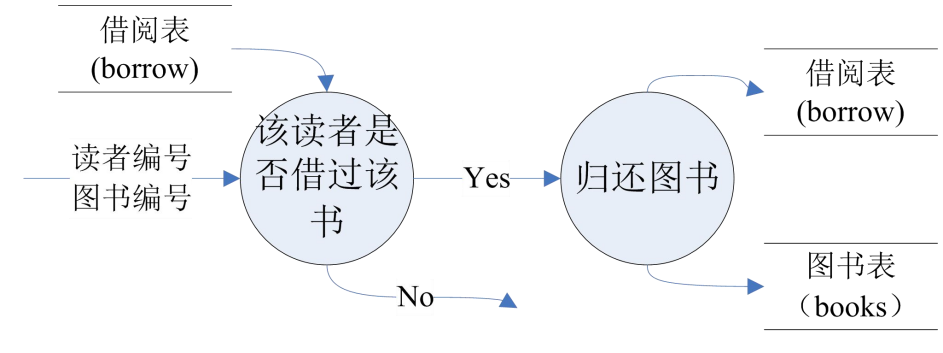 借阅表
(borrow)
读者编号
图书编号
该读者是
否借过该
书
Yes
No
归还图书
借阅表
(borrow)
图书表
（books）